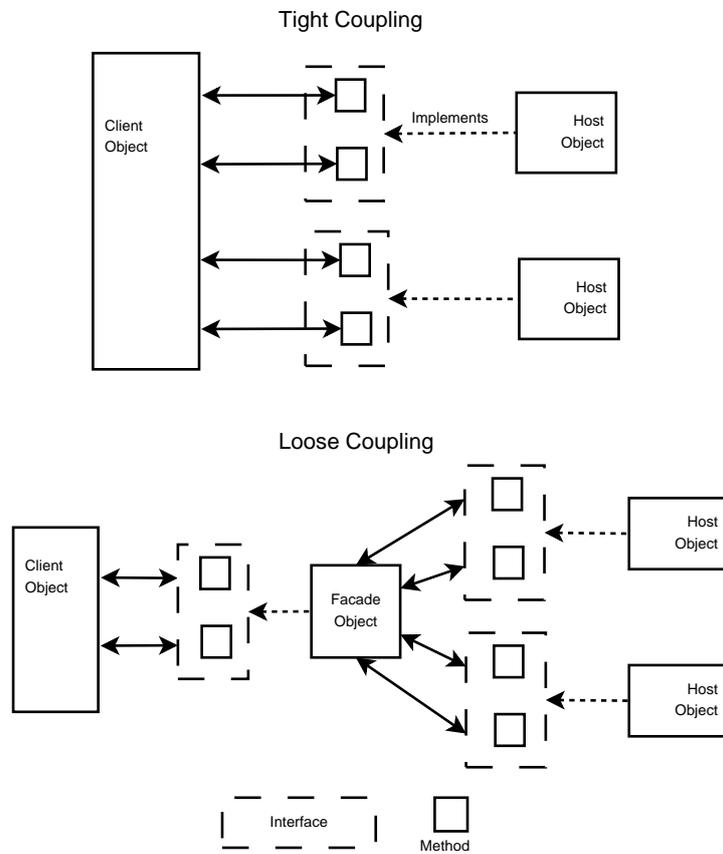 Tight Coupling
Client
Object
Implements
Host
Object
Host
Object
Loose Coupling
Client
Object
Facade
Object
Host
Object
Host
Object
Interface
Method